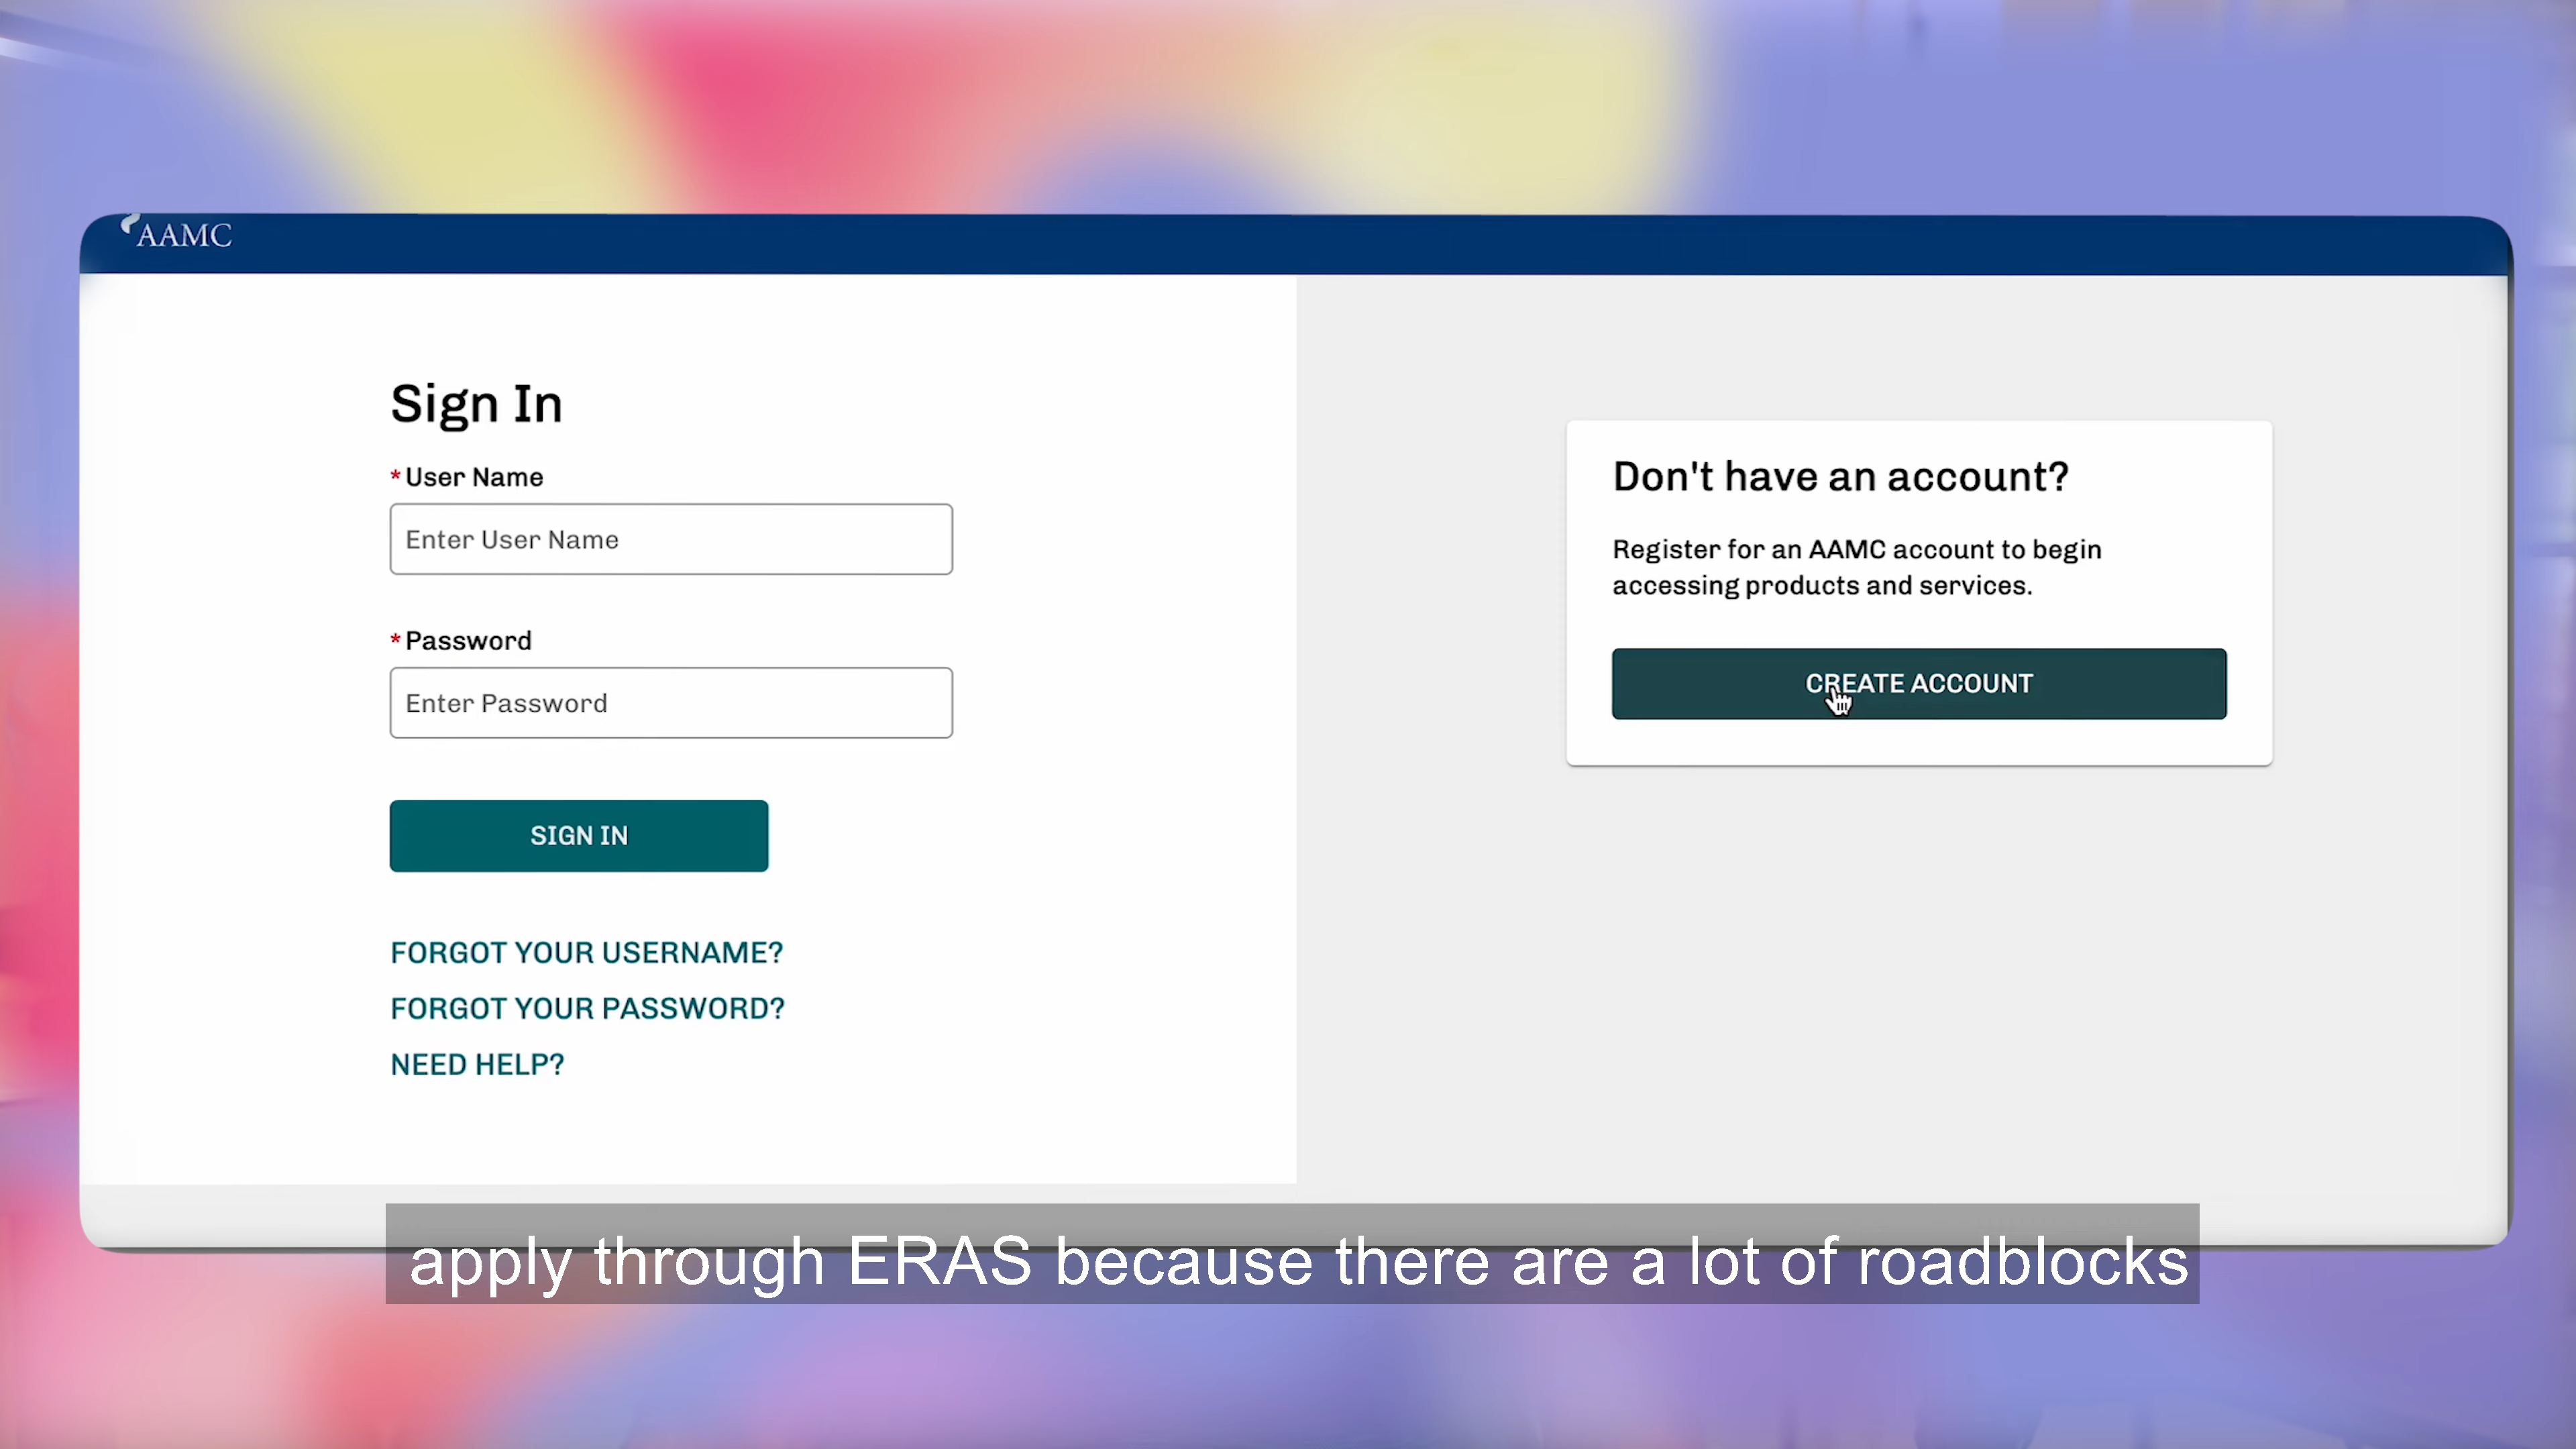 AAMC
Sign In
*User Name
Enter User Name
*Password
Enter Password
SIGN IN
FORGOT YOUR USERNAME?
FORGOT YOUR PASSWORD?
NEED HELP?
Don't have an account?
Register for an AAMC account to begin
accessing products and services.
CREATE ACCOUNT
apply through ERAS because there are a lot of roadblocks